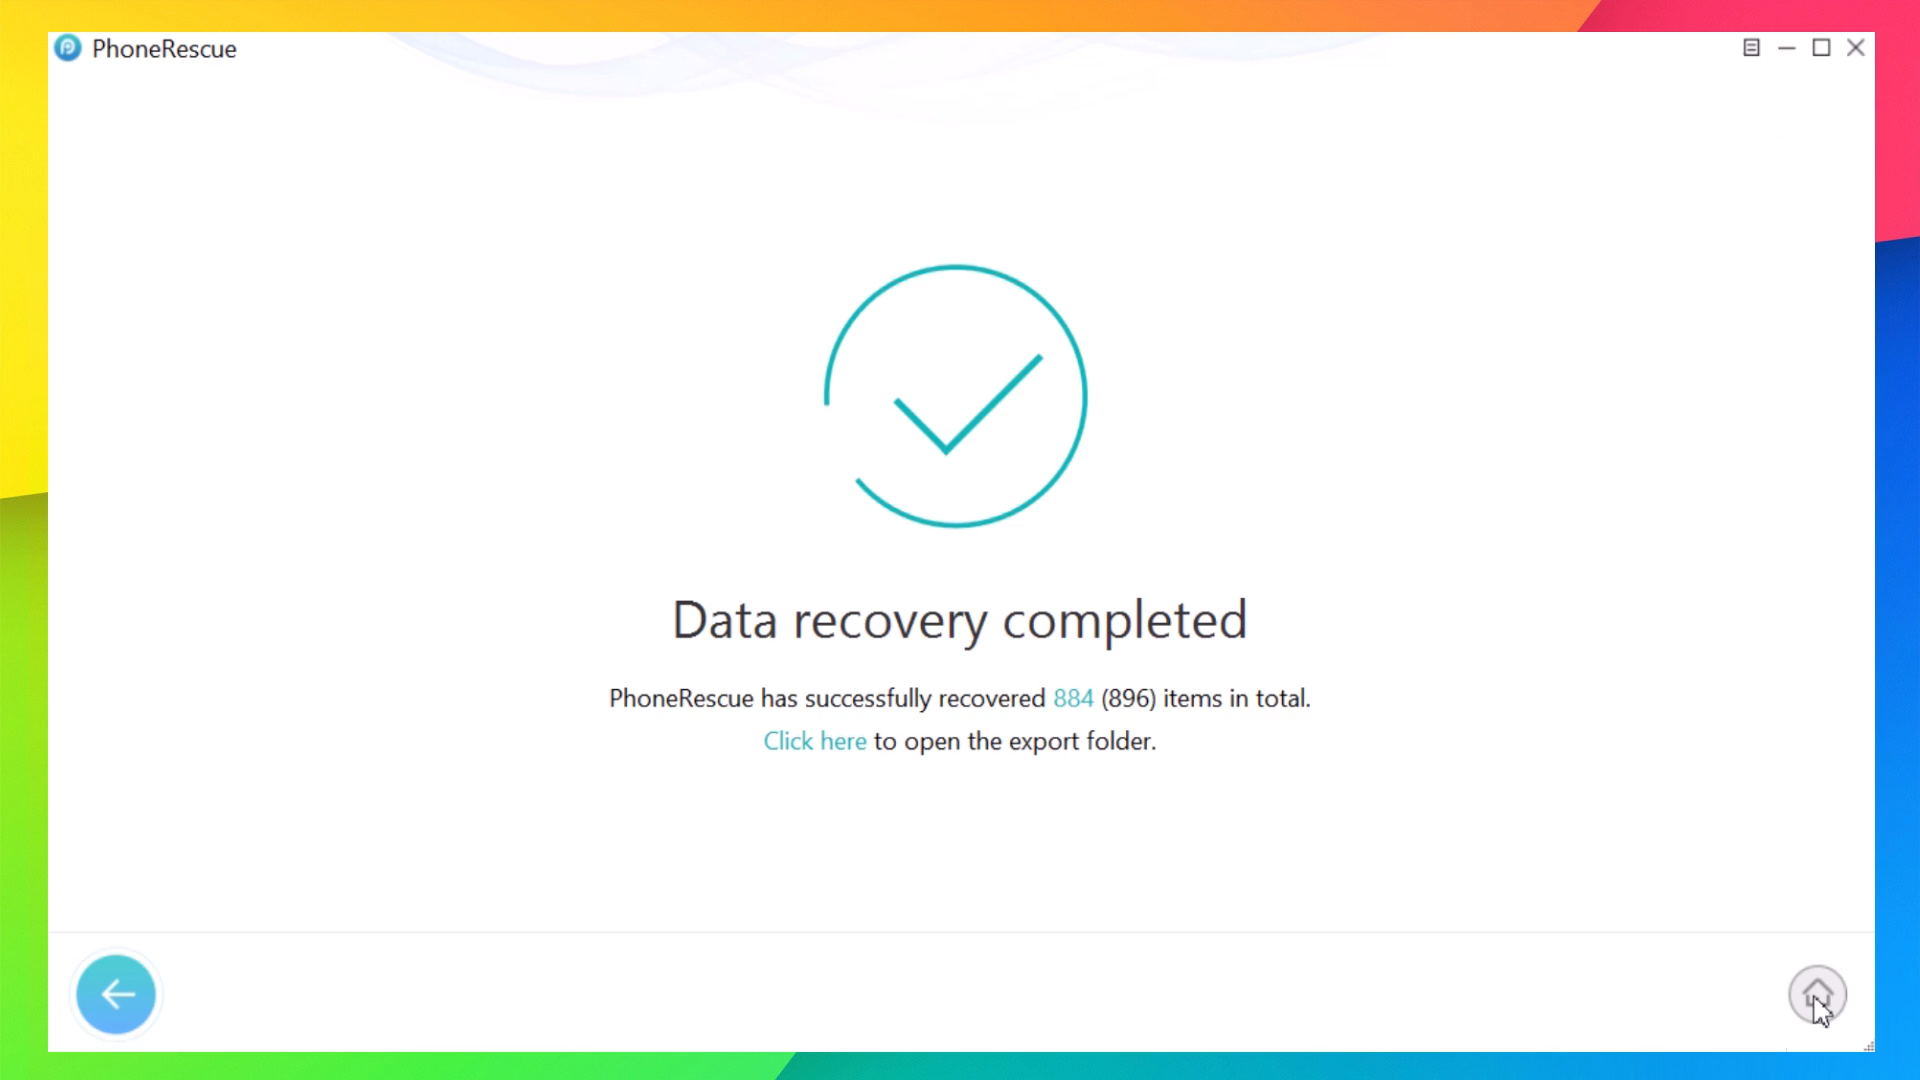 PhoneRescue
Data recovery completed
PhoneRescue has successfully recovered 884 (896) items in total.
Click here to open the export folder.